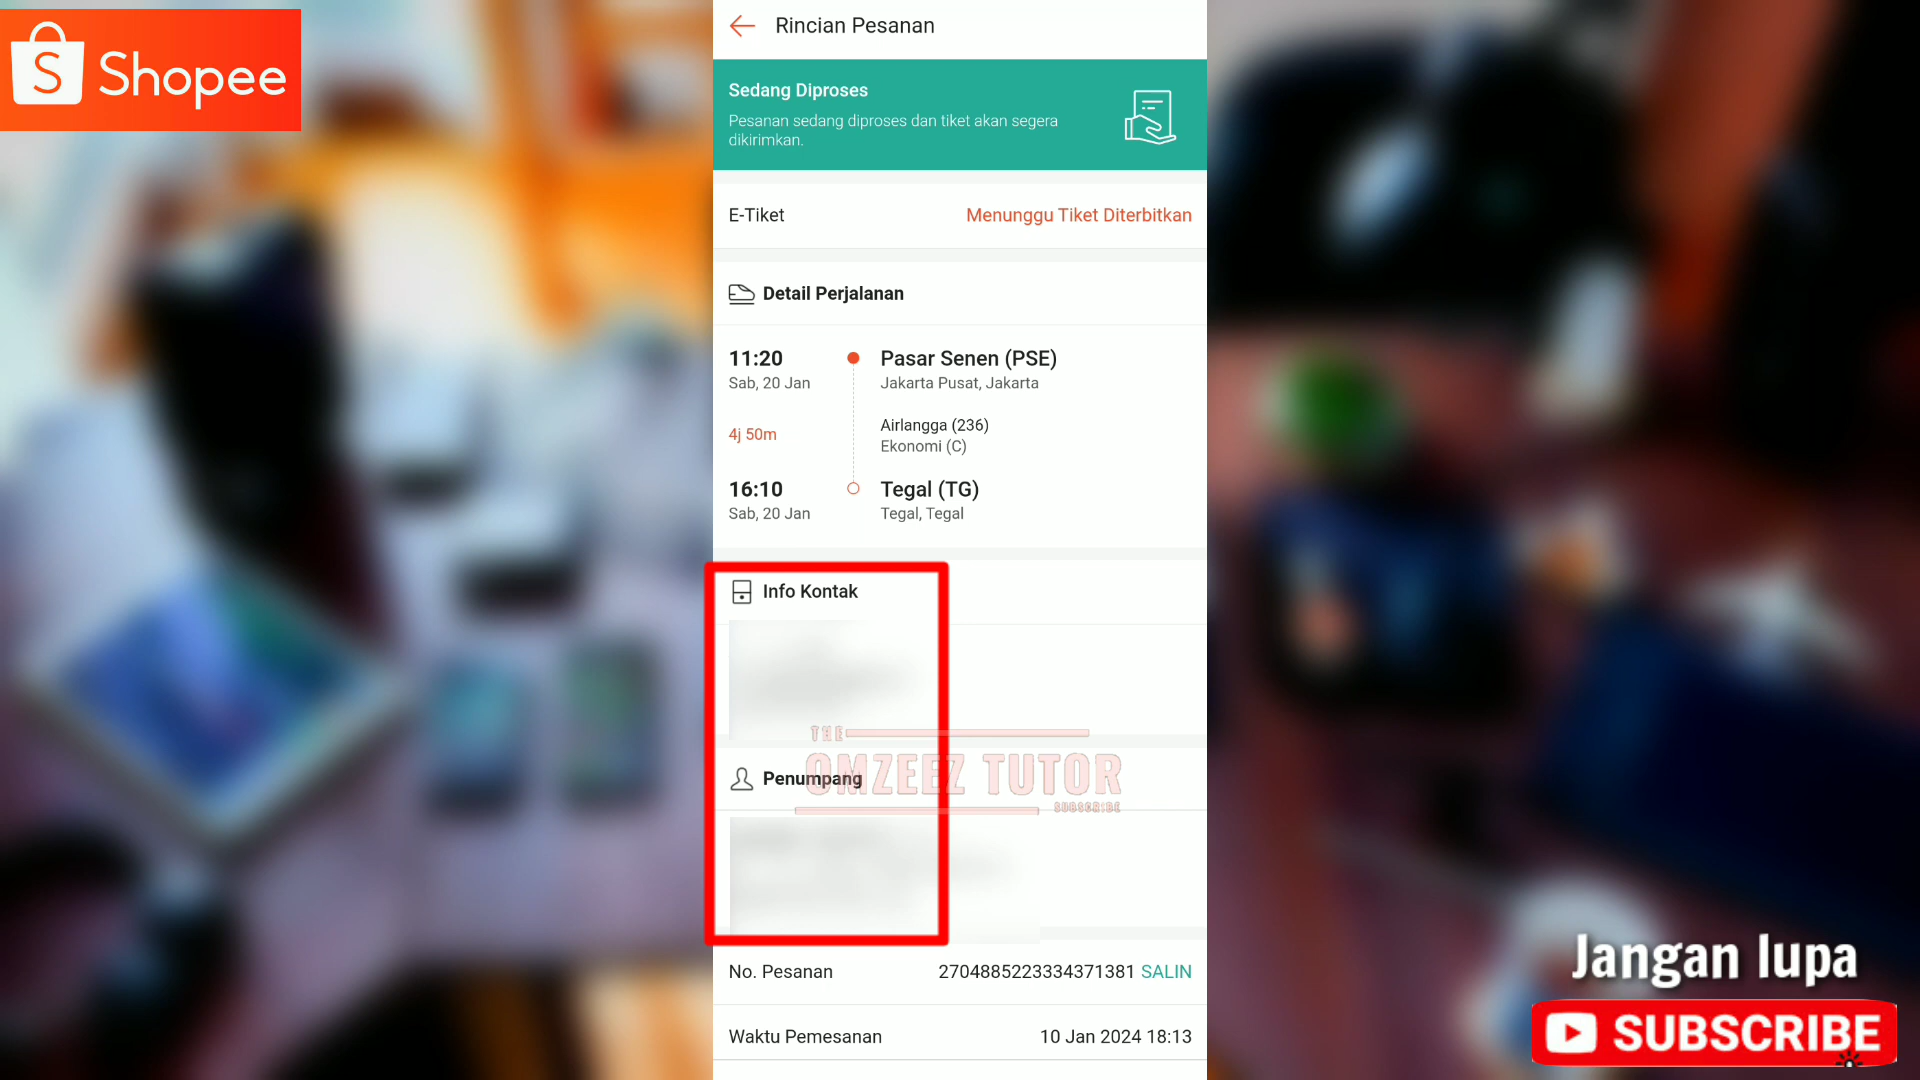 Shopee
Rincian Pesanan
Sedang Diproses
Pesanan sedang diproses dan tiket akan segera
dikirimkan.
E-Tiket
Menunggu Tiket Diterbitkan
Detail Perjalanan
11:20
Pasar Senen (PSE)
Sab, 20 Jan
Jakarta Pusat, Jakarta
Airlangga (236)
4j 50m
Ekonomi (C)
16:10
Tegal (TG)
Sab, 20 Jan
Tegal, Tegal
Info Kontak
THE
OMZEEZ TUTOR
SUBSCRIBE
Penumpang
No. Pesanan
2704885223334371381 SALIN
Waktu Pemesanan
10 Jan 2024 18:13
Jangan lupa
SUBSCRIBE